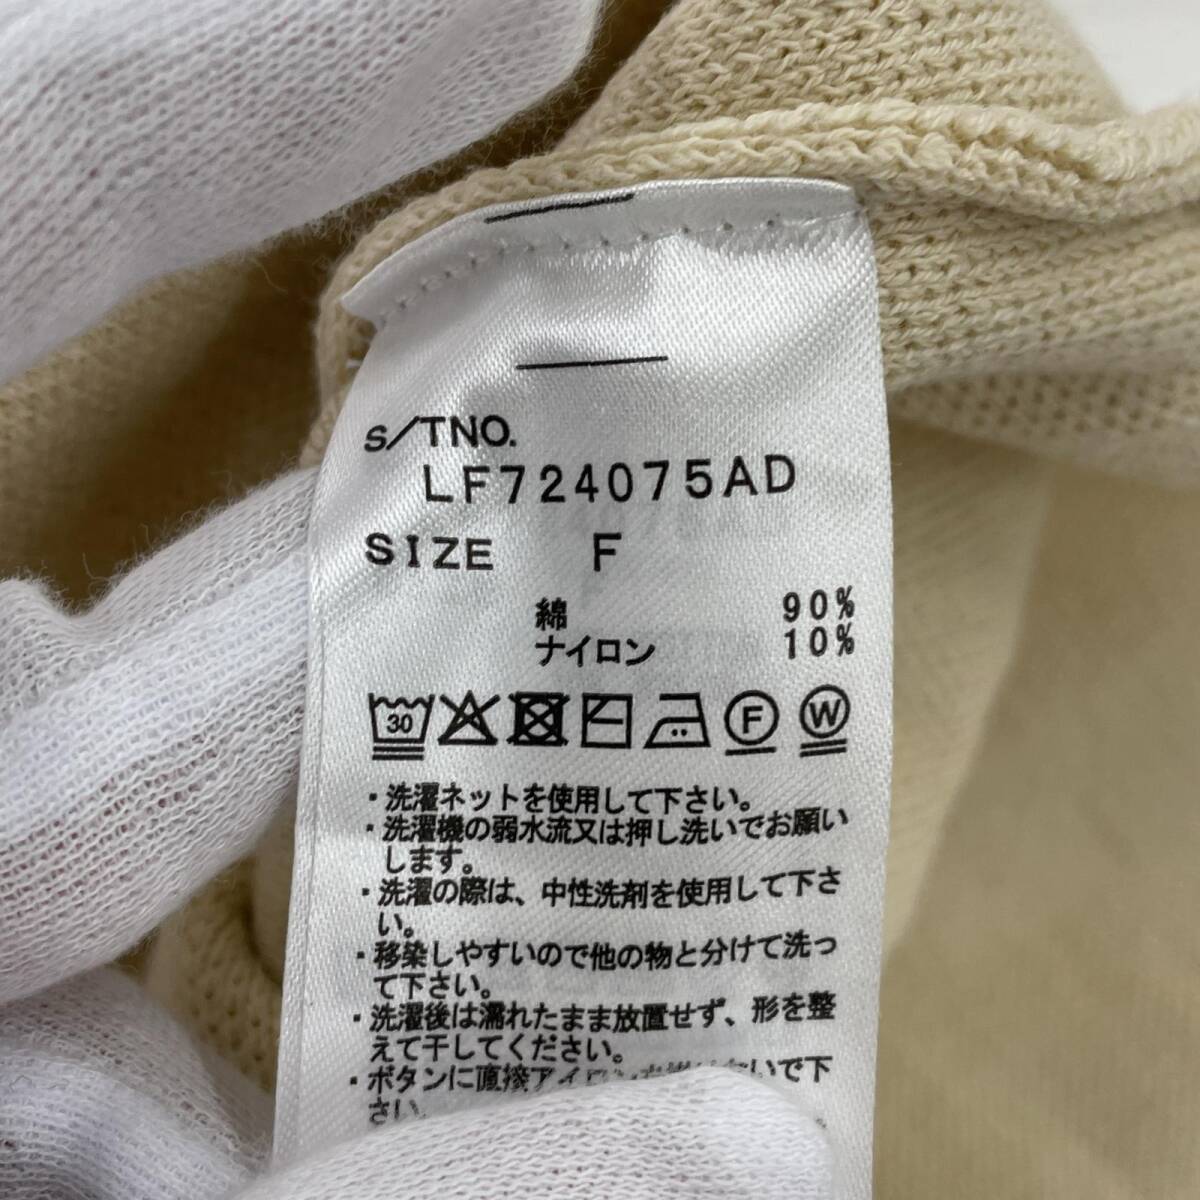 S/TNO.
LF724075AD
SIZE F
綿 90%
ナイロン 10%
30 F W
・洗濯ネットを使用して下さい。
・洗濯機の弱水流又は押し洗いでお願い
します。
・洗濯の際は、中性洗剤を使用して下さ
い。
・移染しやすいので他の物と分けて洗っ
て下さい。
・洗濯後は濡れたまま放置せず、形を整
えて干してください。
・ボタンに直接アイロン ないで下
さい。